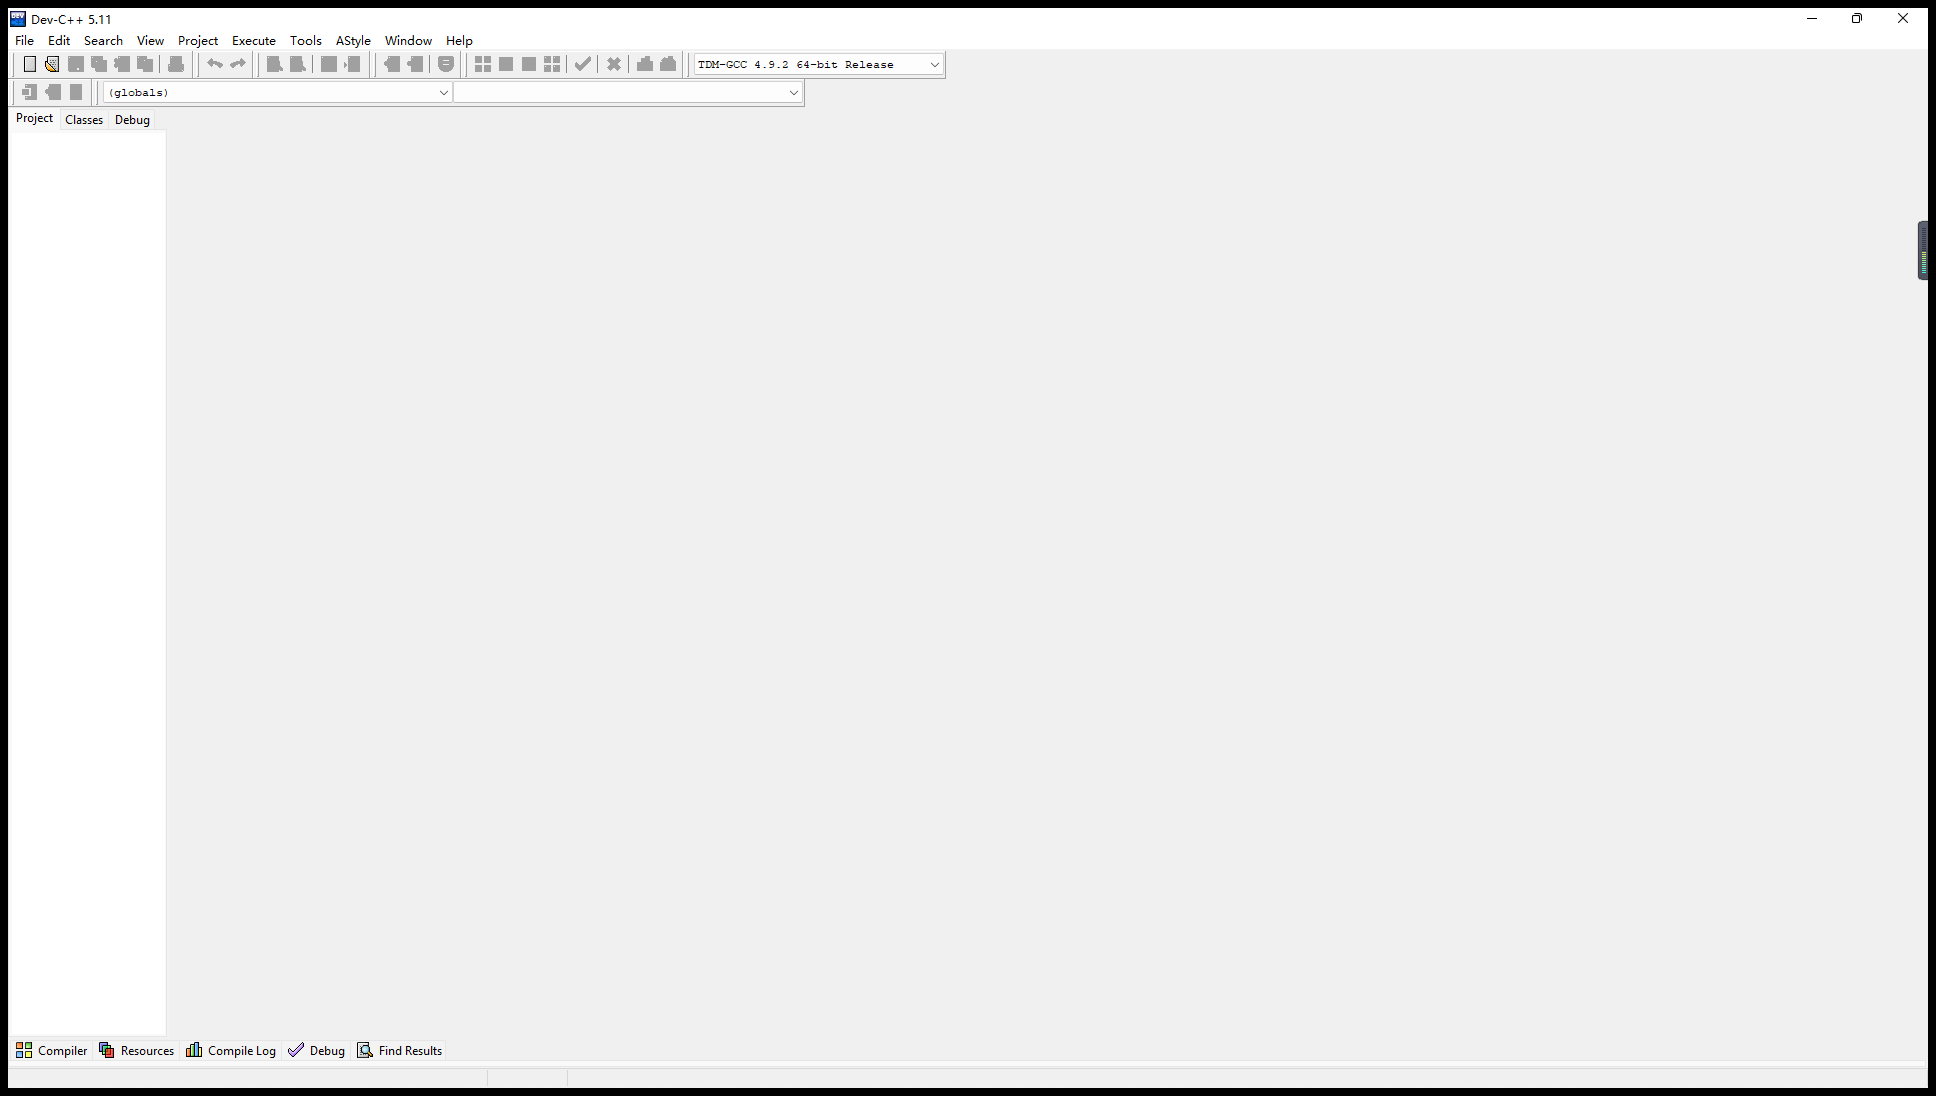 Dev-C++ 5.11
File Edit Search View Project Execute Tools AStyle Window Help
TDM-GCC 4.9.2 64-bit Release
(globals)
Project Classes Debug
Compiler Resources Compile Log Debug Find Results